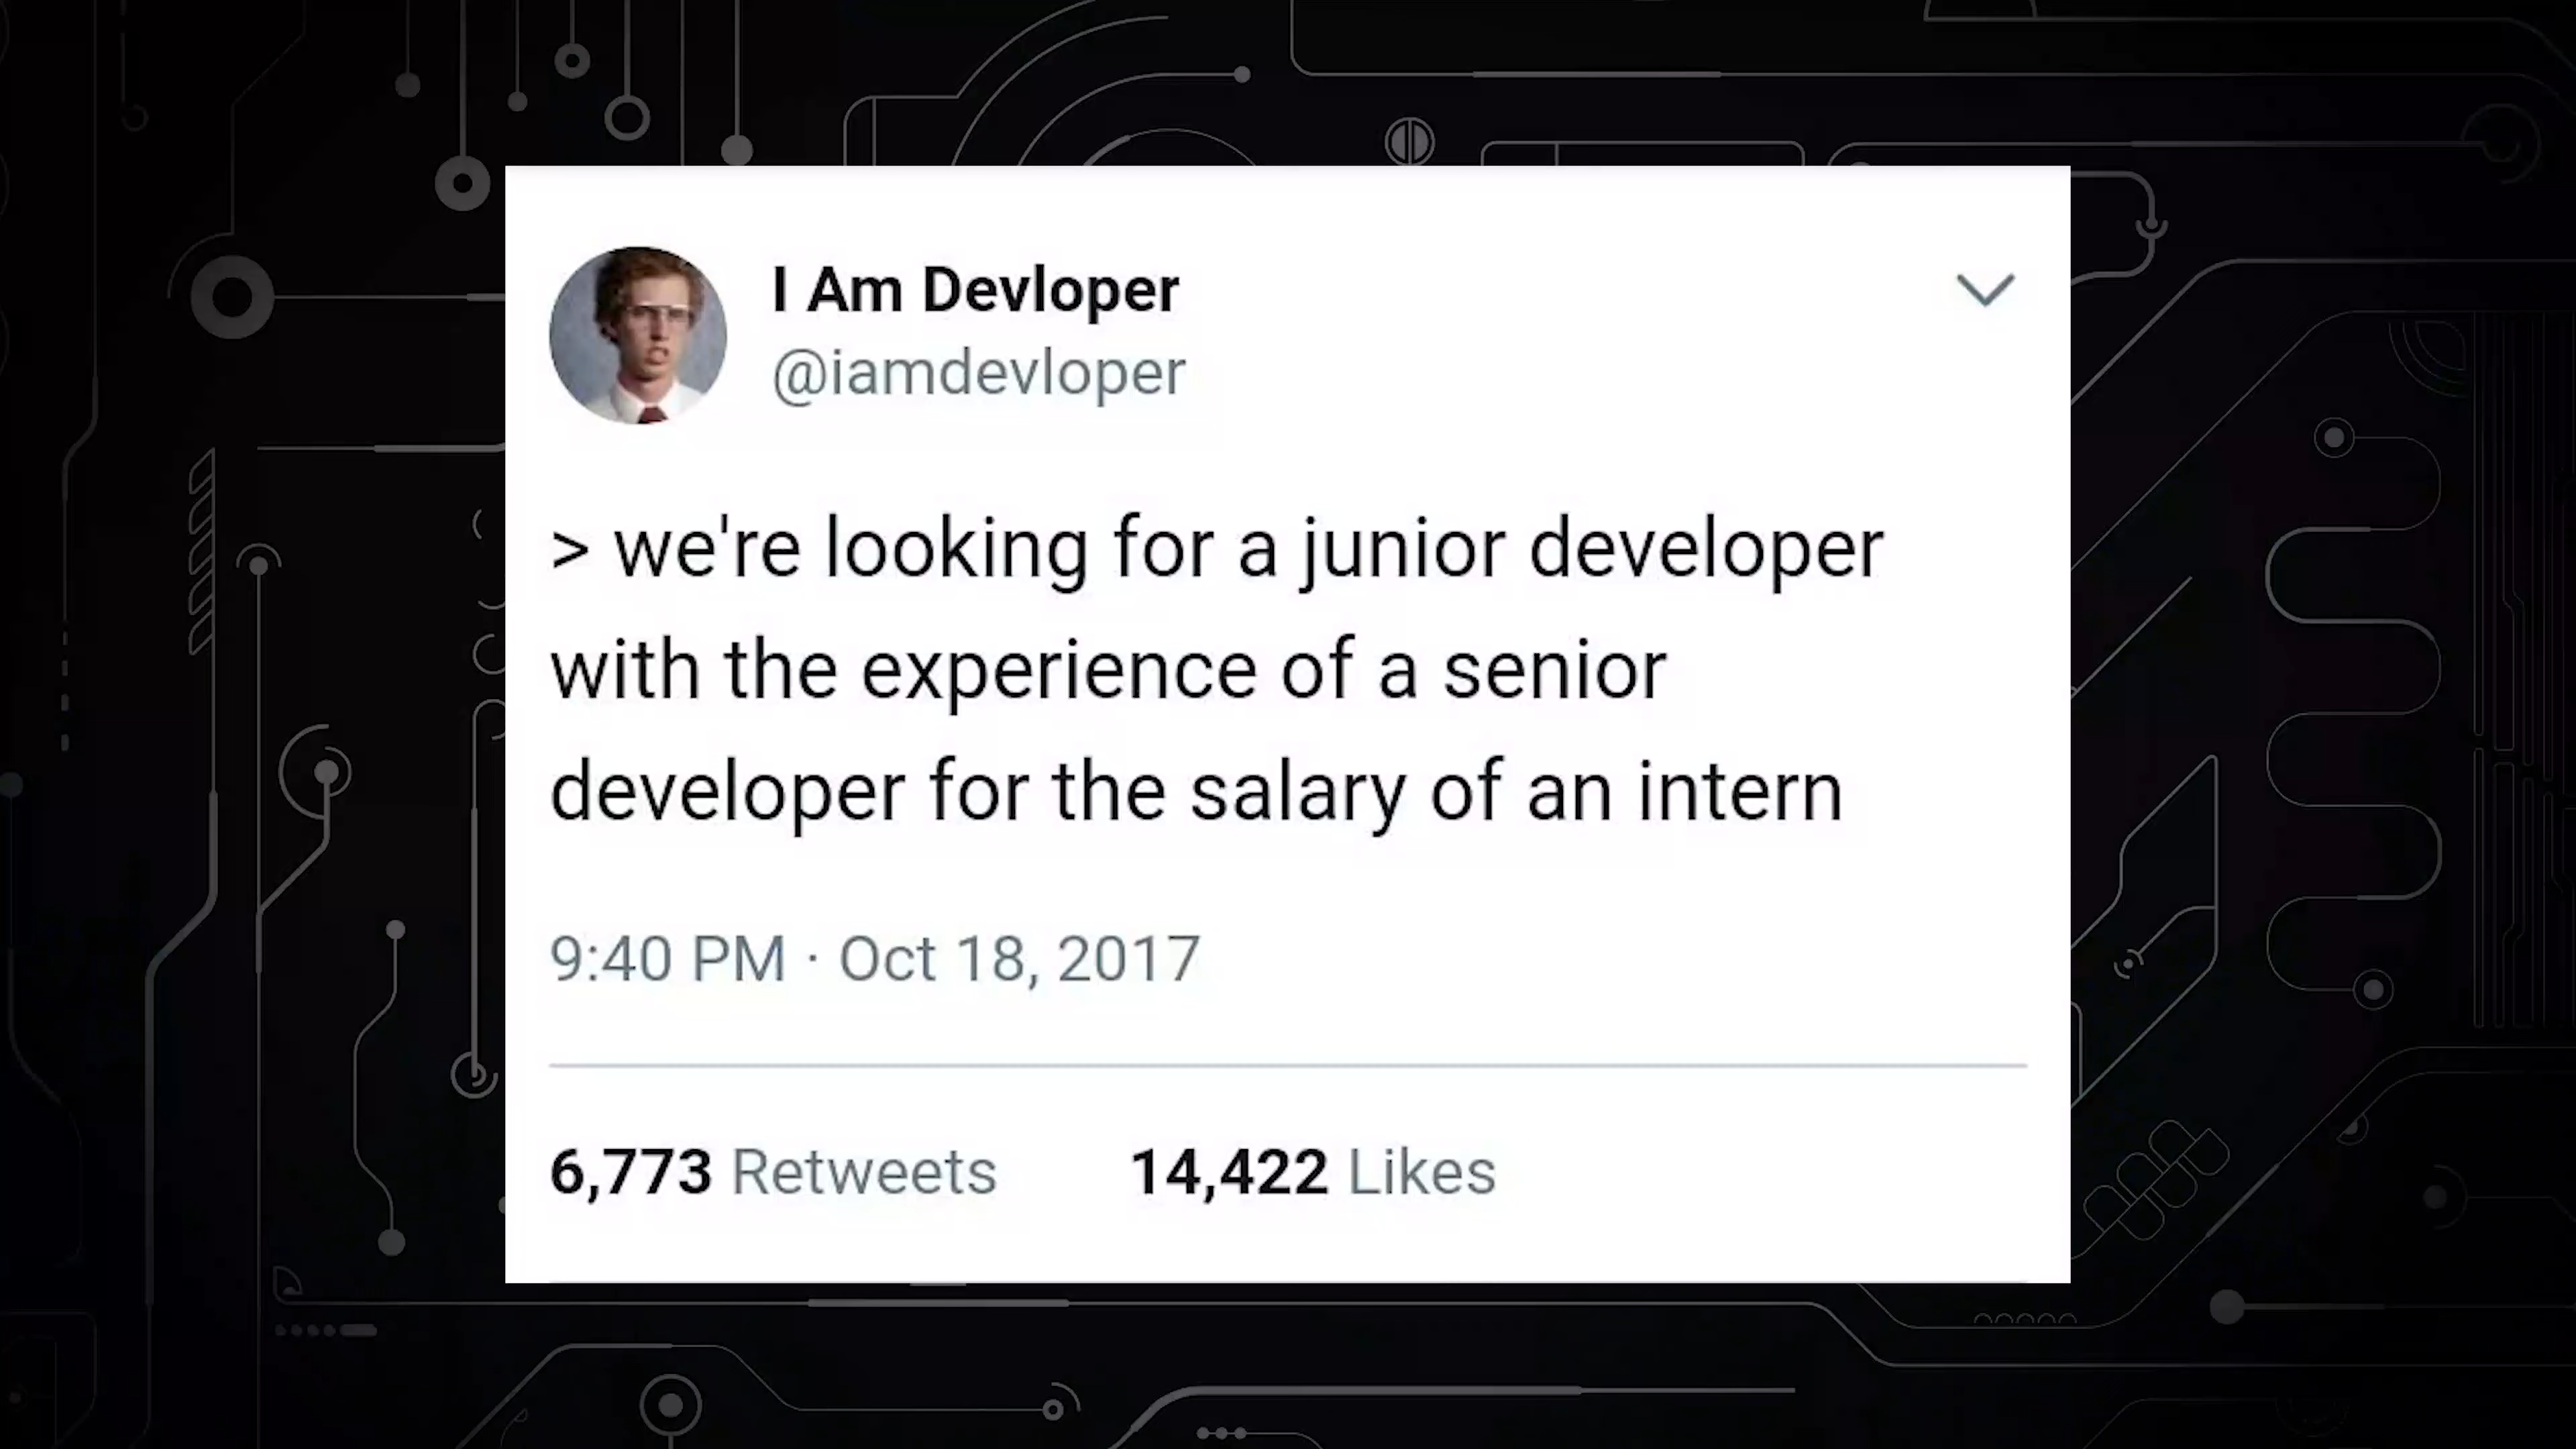 I Am Devloper
@iamdevloper
> we're looking for a junior developer
with the experience of a senior
developer for the salary of an intern
9:40 PM · Oct 18, 2017
6,773 Retweets 14,422 Likes